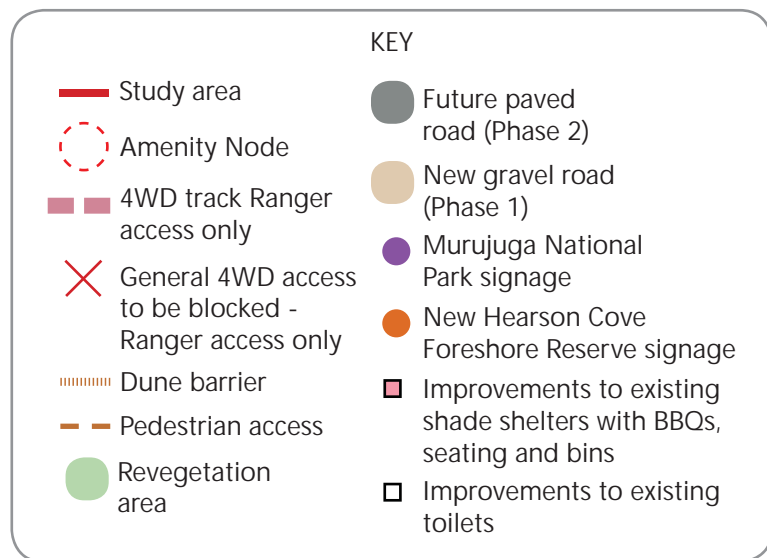 KEY
Study area
Amenity Node
4WD track Ranger
access only
General 4WD access
to be blocked -
Ranger access only
Dune barrier
Pedestrian access
Revegetation
area
Future paved
road (Phase 2)
New gravel road
(Phase 1)
Murujuga National
Park signage
New Hearson Cove
Foreshore Reserve signage
Improvements to existing
shade shelters with BBQs,
seating and bins
Improvements to existing
toilets